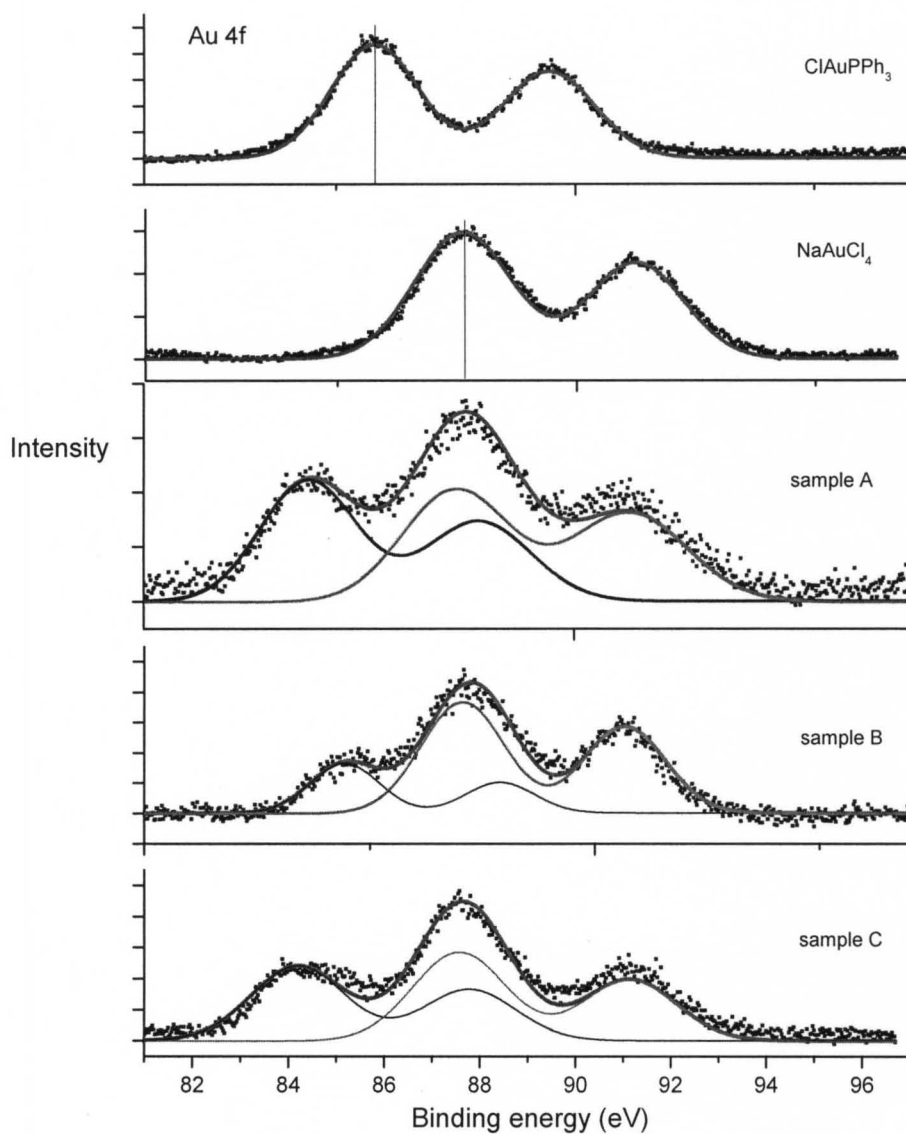 Au 4f
ClAuPPh₃
NaAuCl₄
Intensity
sample A
sample B
sample C
82 84 86 88 90 92 94 96
Binding energy (eV)